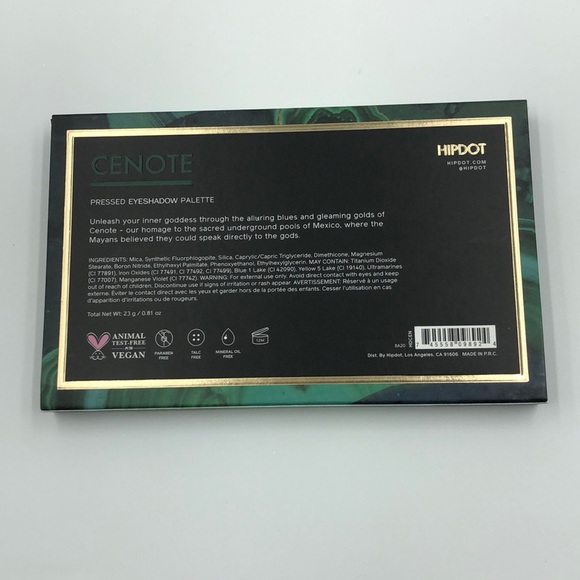 CENOTE
HIPDOT
HIPDOT.COM
@HIPDOT
PRESSED EYESHADOW PALETTE
Unleash your inner goddess through the alluring blues and gleaming golds of
Cenote – our homage to the sacred underground pools of Mexico, where the
Mayans believed they could speak directly to the gods.
INGREDIENTS: Mica, Synthetic Fluorphlogopite, Silica, Caprylic/Capric Triglyceride, Dimethicone, Magnesium
Stearate, Boron Nitride, Ethylhexyl Palmitate, Phenoxyethanol, Ethylhexylglycerin. MAY CONTAIN: Titanium Dioxide
(CI 77891), Iron Oxides (CI 77491, CI 77492, CI 77499), Blue 1 Lake (CI 42090), Yellow 5 Lake (CI 19140), Ultramarines
(CI 77007), Manganese Violet (CI 77742). WARNING: For external use only. Avoid contact with eyes and keep
out of reach of children. Discontinue use if signs of irritation or rash appear. AVERTISSEMENT: Réservé à un usage
externe. Éviter le contact direct avec les yeux et garder hors de la portée des enfants. Cesser l'utilisation en cas
d'apparition d'irritations ou de rougeurs.
Total Net Wt: 23 g / 0.81 oz
ANIMAL
TEST-FREE
VEGAN
PARABEN
FREE
TALC
FREE
MINERAL OIL
FREE
12M
HDCEN
Dist. By Hipdot, Los Angeles, CA 91606. MADE IN P.R.C.